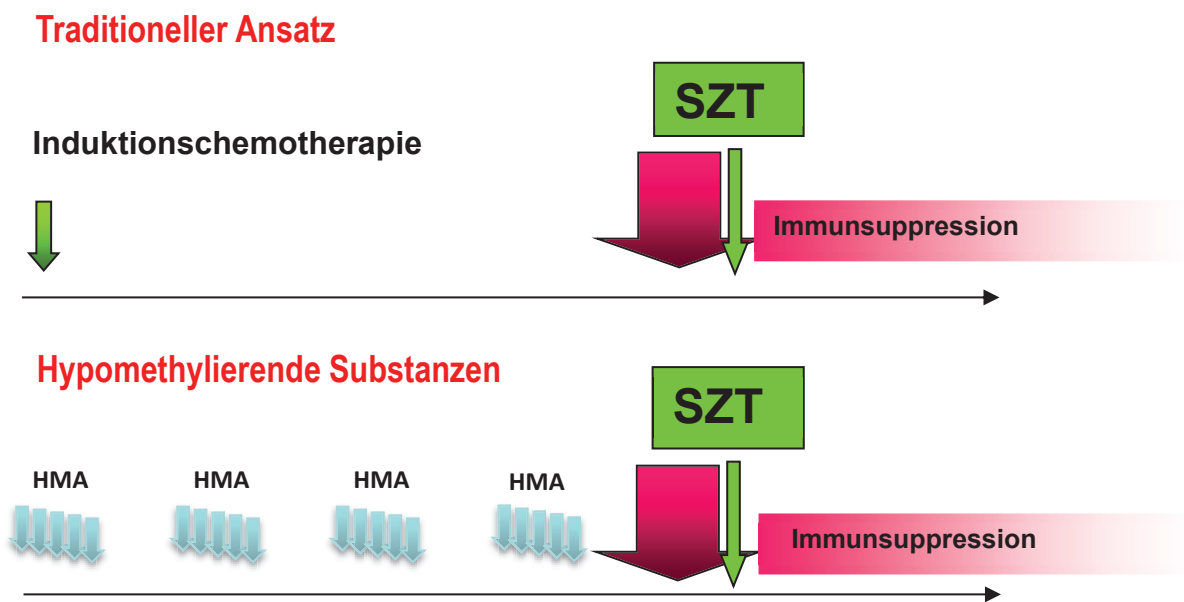 Traditioneller Ansatz
SZT
Induktionschemotherapie
Immunsuppression
Hypomethylierende Substanzen
SZT
HMA HMA HMA HMA
Immunsuppression